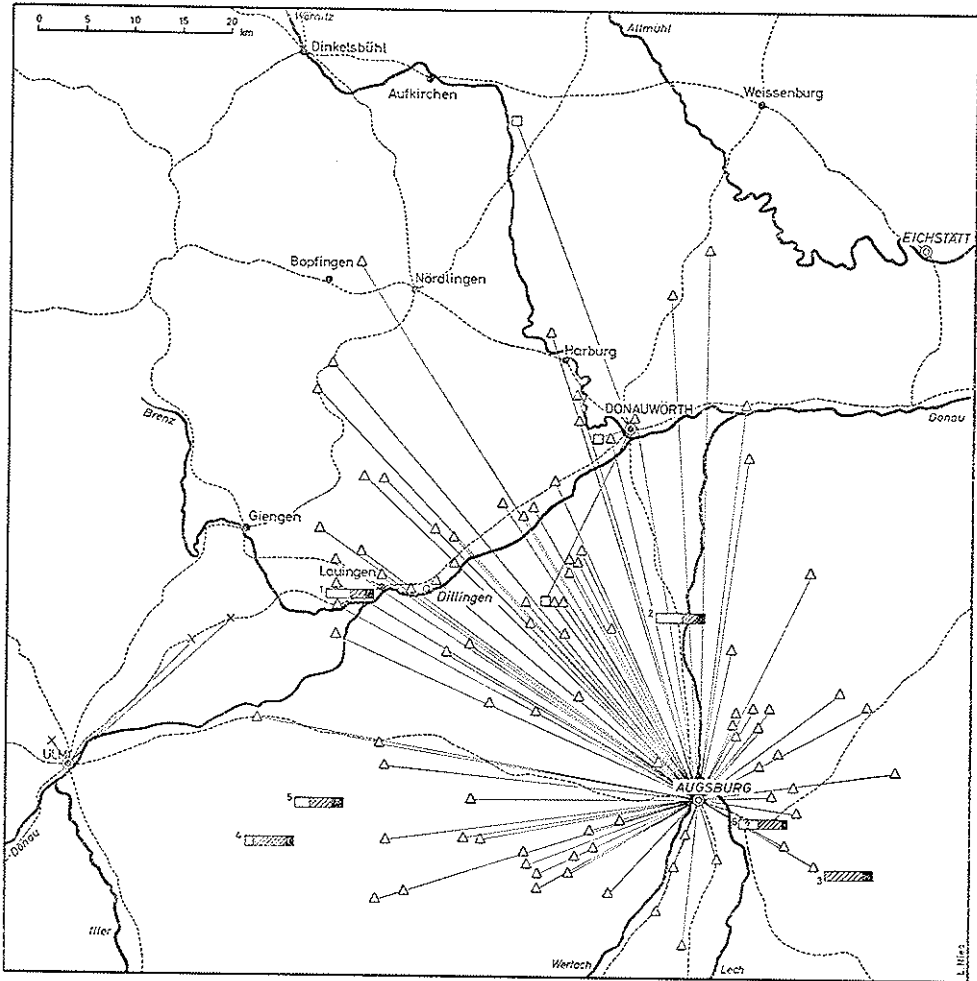 0 5 10 15 20
km
Wörnitz
Altmühl
Dinkelsbühl
Aufkirchen
Weissenburg
EICHSTÄTT
Bopfingen
Nördlingen
Harburg
Brenz
DONAUWÖRTH
Donau
Giengen
Lauingen
1
Dillingen
2
ULM
AUGSBURG
5
6
4
3
Donau
Iller
Wertach
Lech